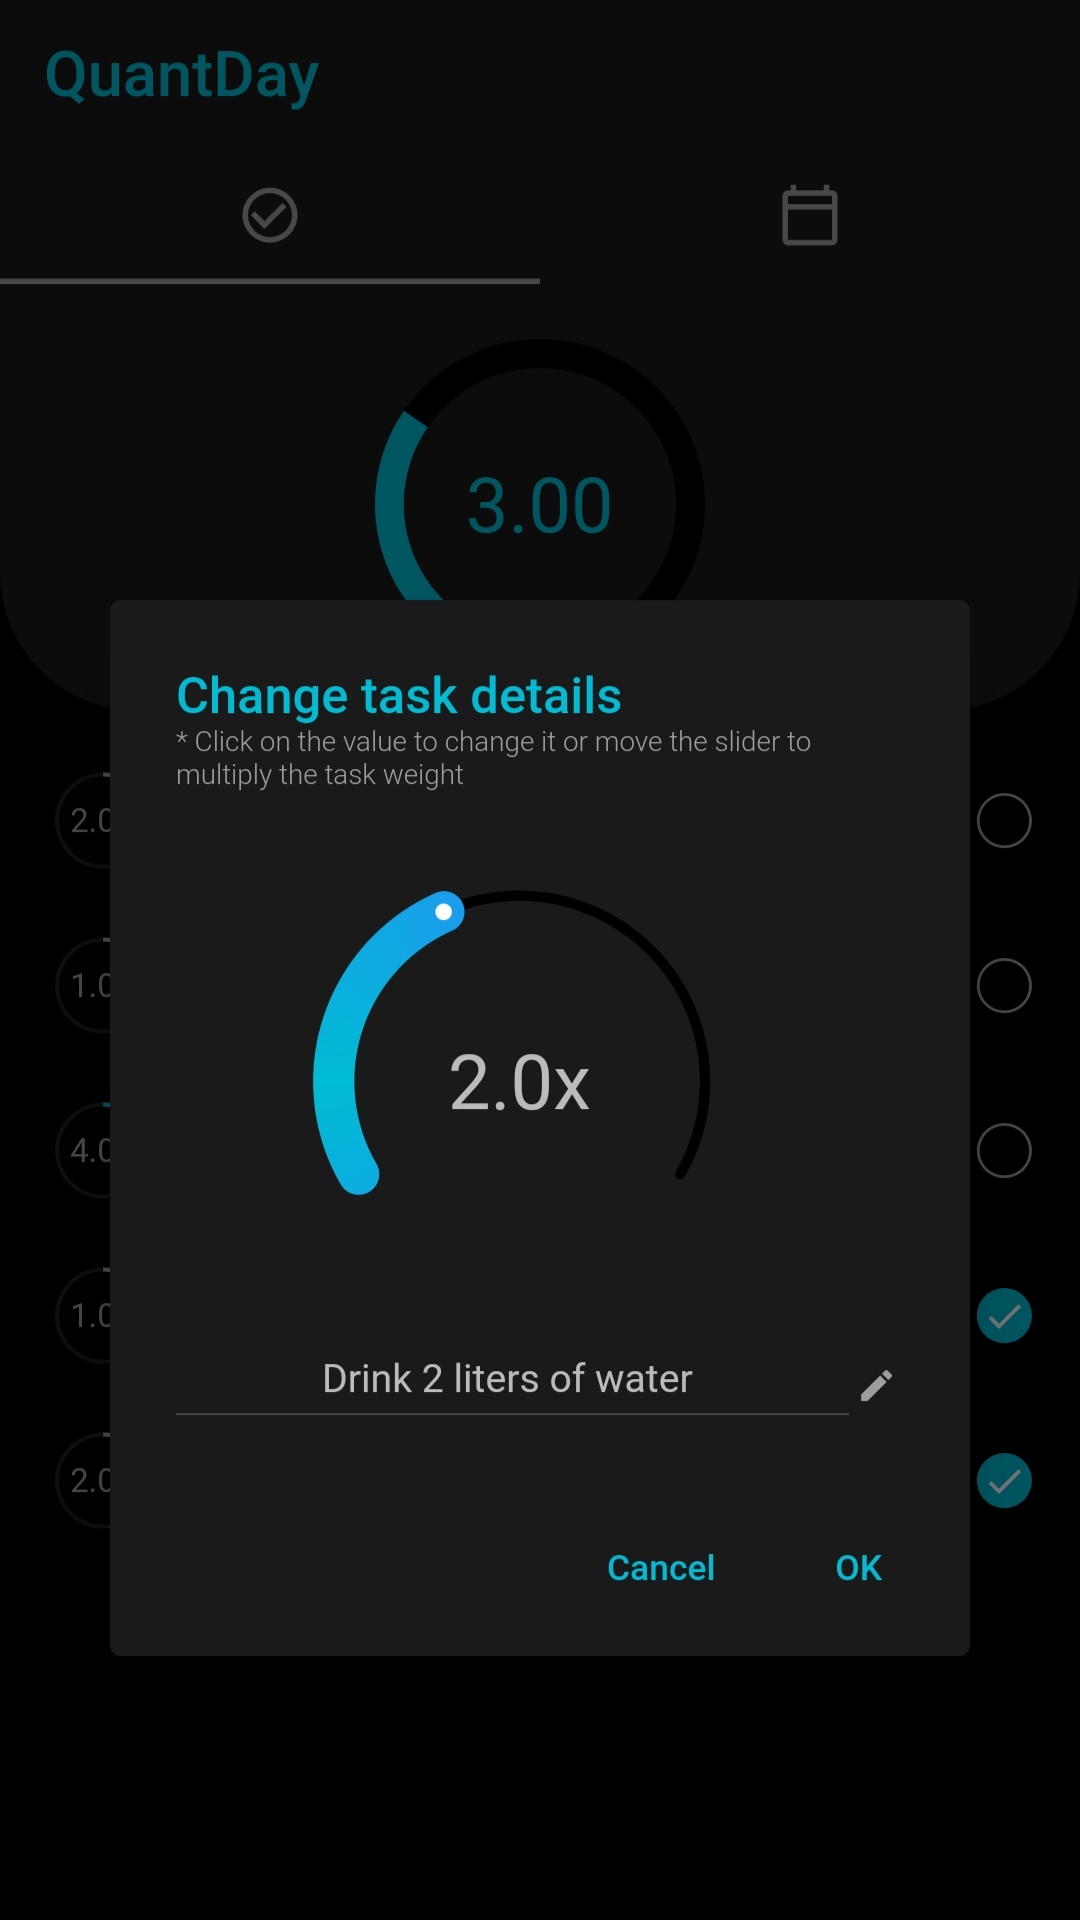 QuantDay
3.00
Change task details
* Click on the value to change it or move the slider to
multiply the task weight
2.0
1.0
2.0x
4.0
1.0
Drink 2 liters of water
2.0
Cancel OK